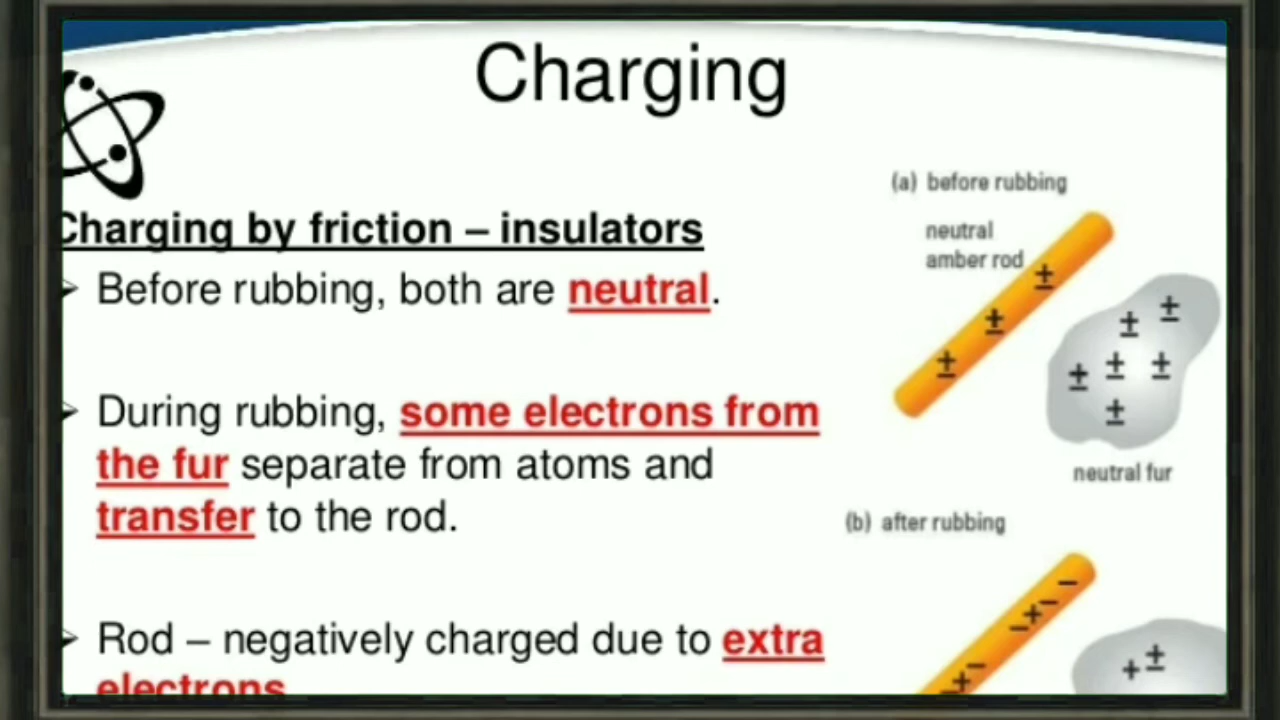 Charging
Charging by friction – insulators
➤ Before rubbing, both are neutral.
➤ During rubbing, some electrons from
the fur separate from atoms and
transfer to the rod.
➤ Rod – negatively charged due to extra
electrons
(a) before rubbing
neutral
amber rod
±
±
±
±
±
±
±
±
±
neutral fur
(b) after rubbing
−
+−
−
+−
+±